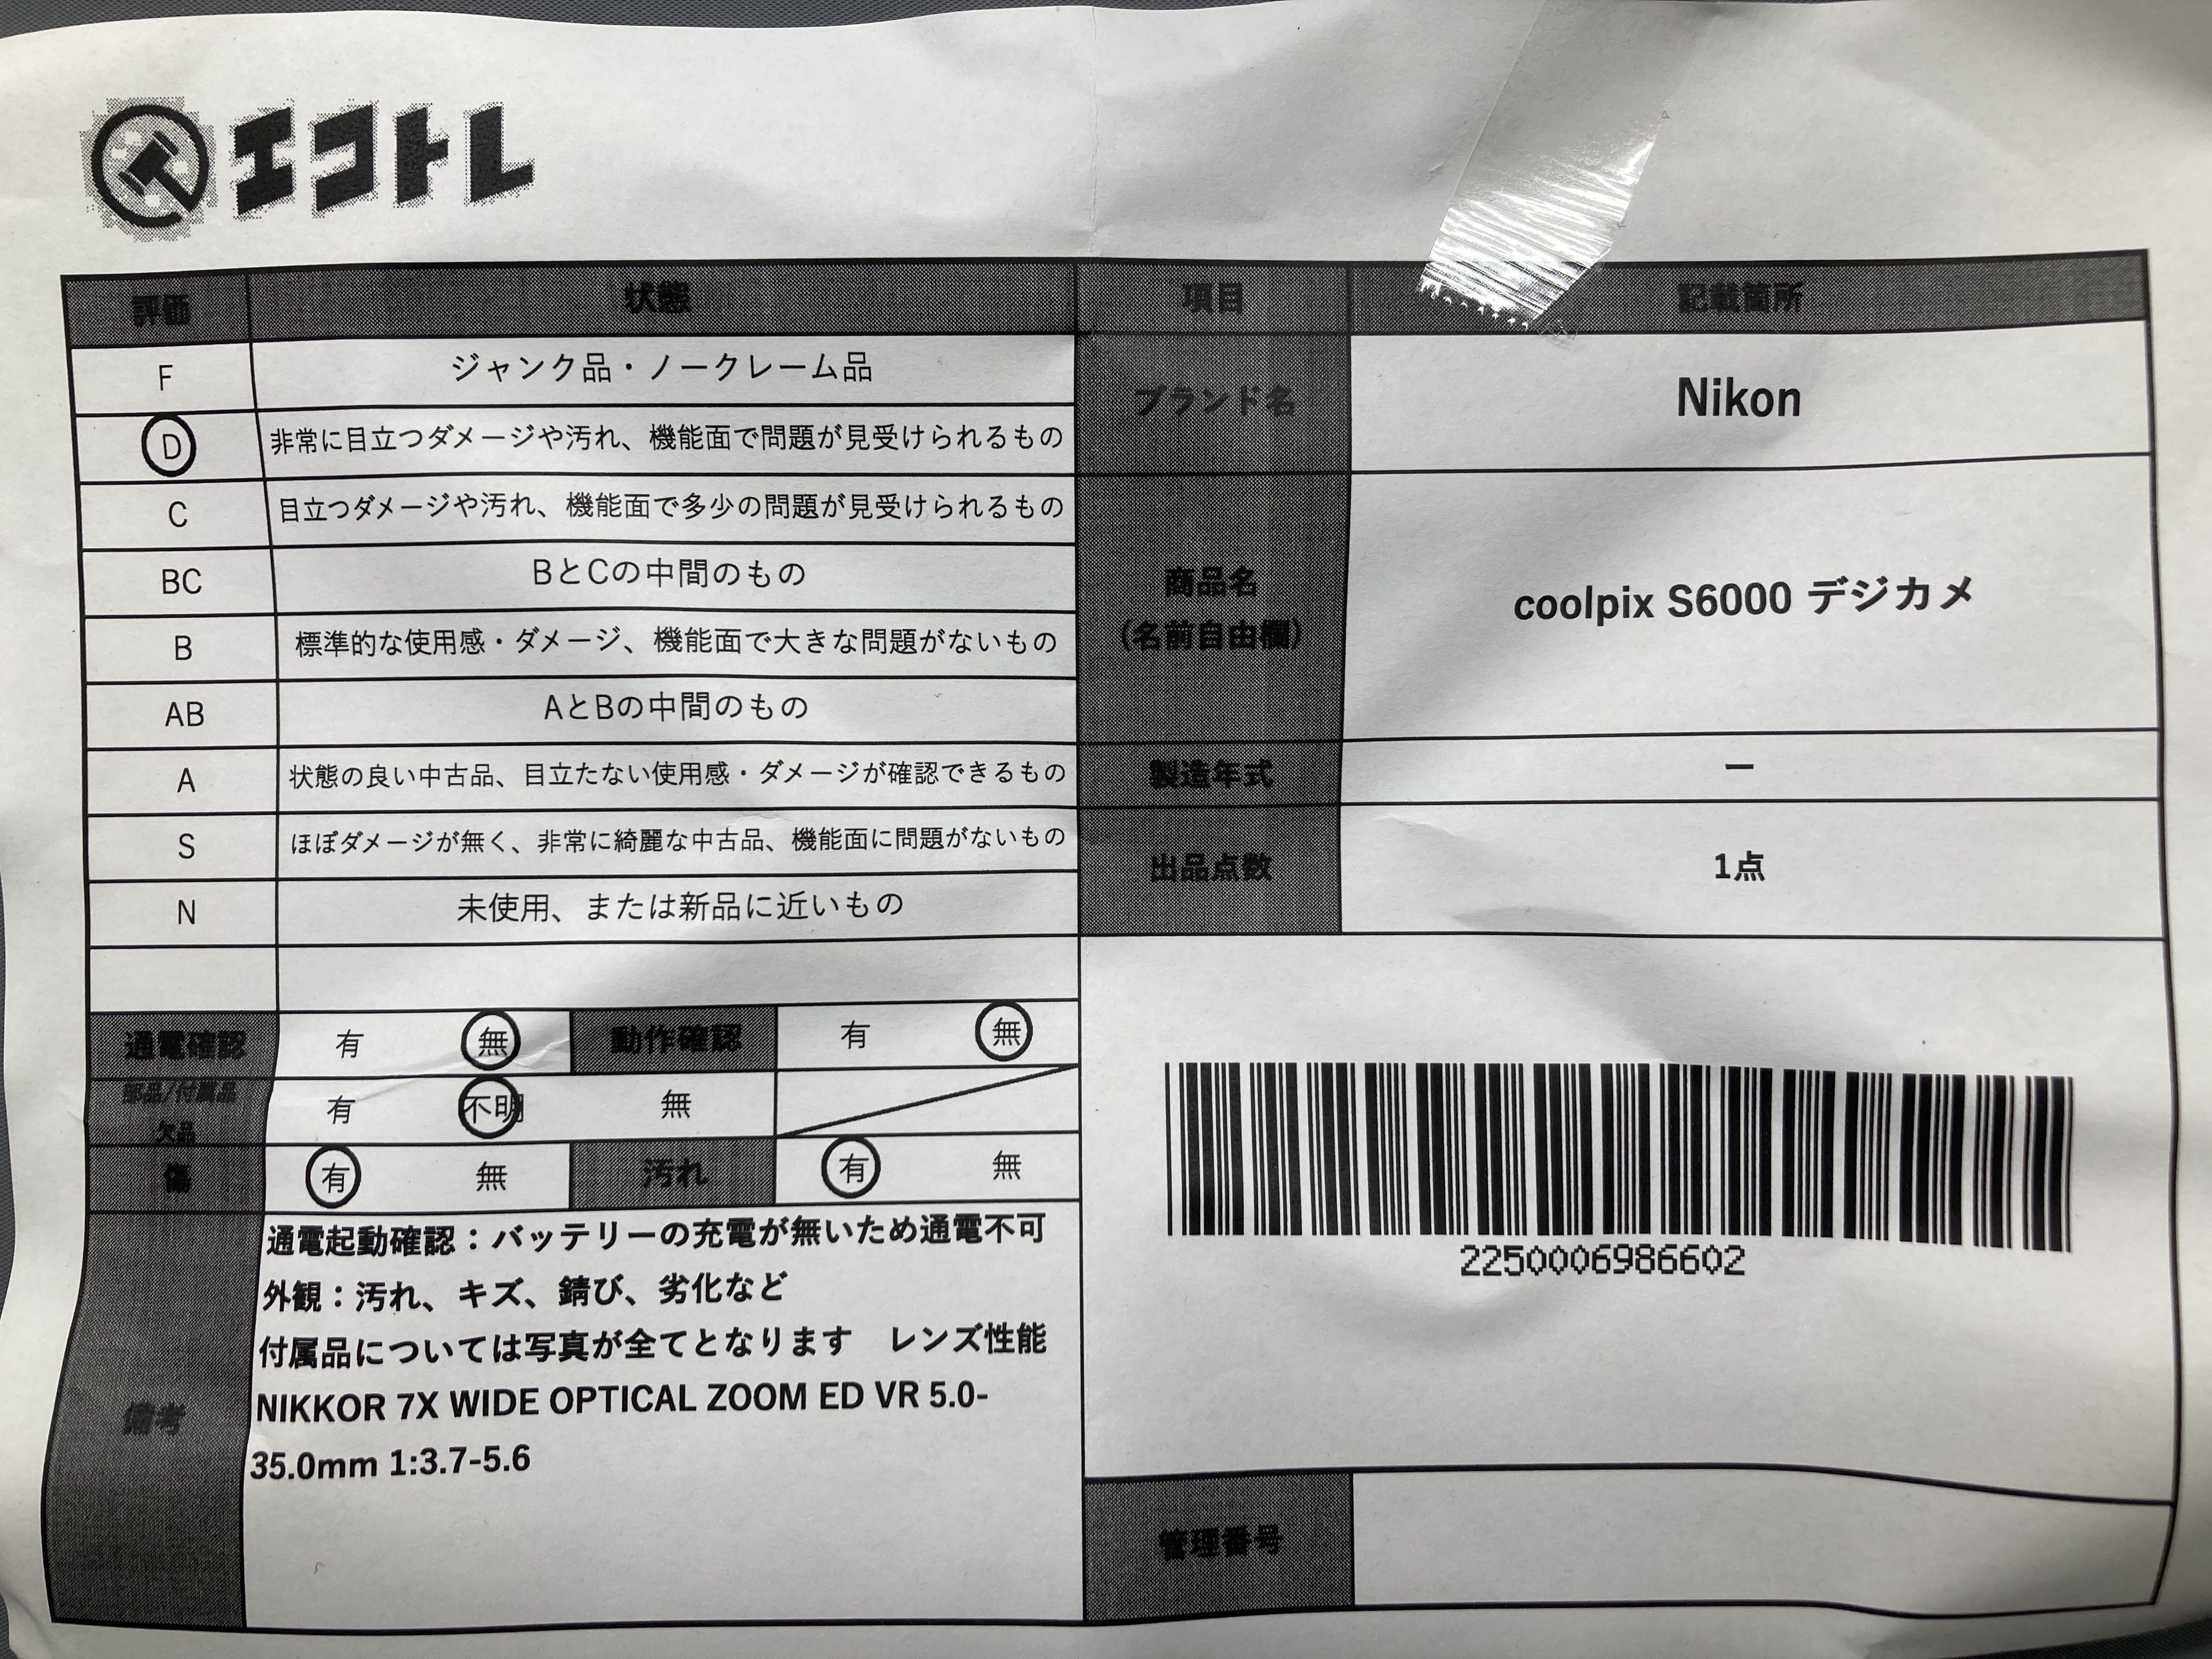 エコトレ
評価 状態
F ジャンク品・ノークレーム品
D 非常に目立つダメージや汚れ、機能面で問題が見受けられるもの
C 目立つダメージや汚れ、機能面で多少の問題が見受けられるもの
BC BとCの中間のもの
B 標準的な使用感・ダメージ、機能面で大きな問題がないもの
AB AとBの中間のもの
A 状態の良い中古品、目立たない使用感・ダメージが確認できるもの
S ほぼダメージが無く、非常に綺麗な中古品、機能面に問題がないもの
N 未使用、または新品に近いもの
通電確認 有 無 動作確認 有 無
部品/付属品
欠品 有 不明 無
傷 有 無 汚れ 有 無
備考
通電起動確認：バッテリーの充電が無いため通電不可
外観：汚れ、キズ、錆び、劣化など
付属品については写真が全てとなります　レンズ性能
NIKKOR 7X WIDE OPTICAL ZOOM ED VR 5.0-
35.0mm 1:3.7-5.6
項目 記載箇所
ブランド名 Nikon
商品名
(名前自由欄)
coolpix S6000 デジカメ
製造年式 ー
出品点数 1点
2250006986602
管理番号